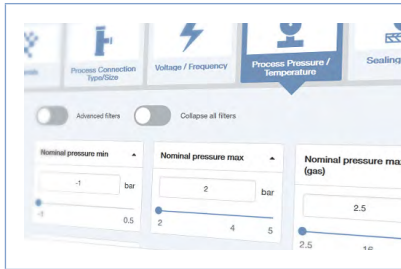 Process Connection
Type/Size
Voltage / Frequency
Process Pressure /
Temperature
Sealing
Advanced filters
Collapse all filters
Nominal pressure min
-1
bar
-1
0.5
Nominal pressure max
2
bar
2
4
5
Nominal pressure max
(gas)
2.5
2.5
16